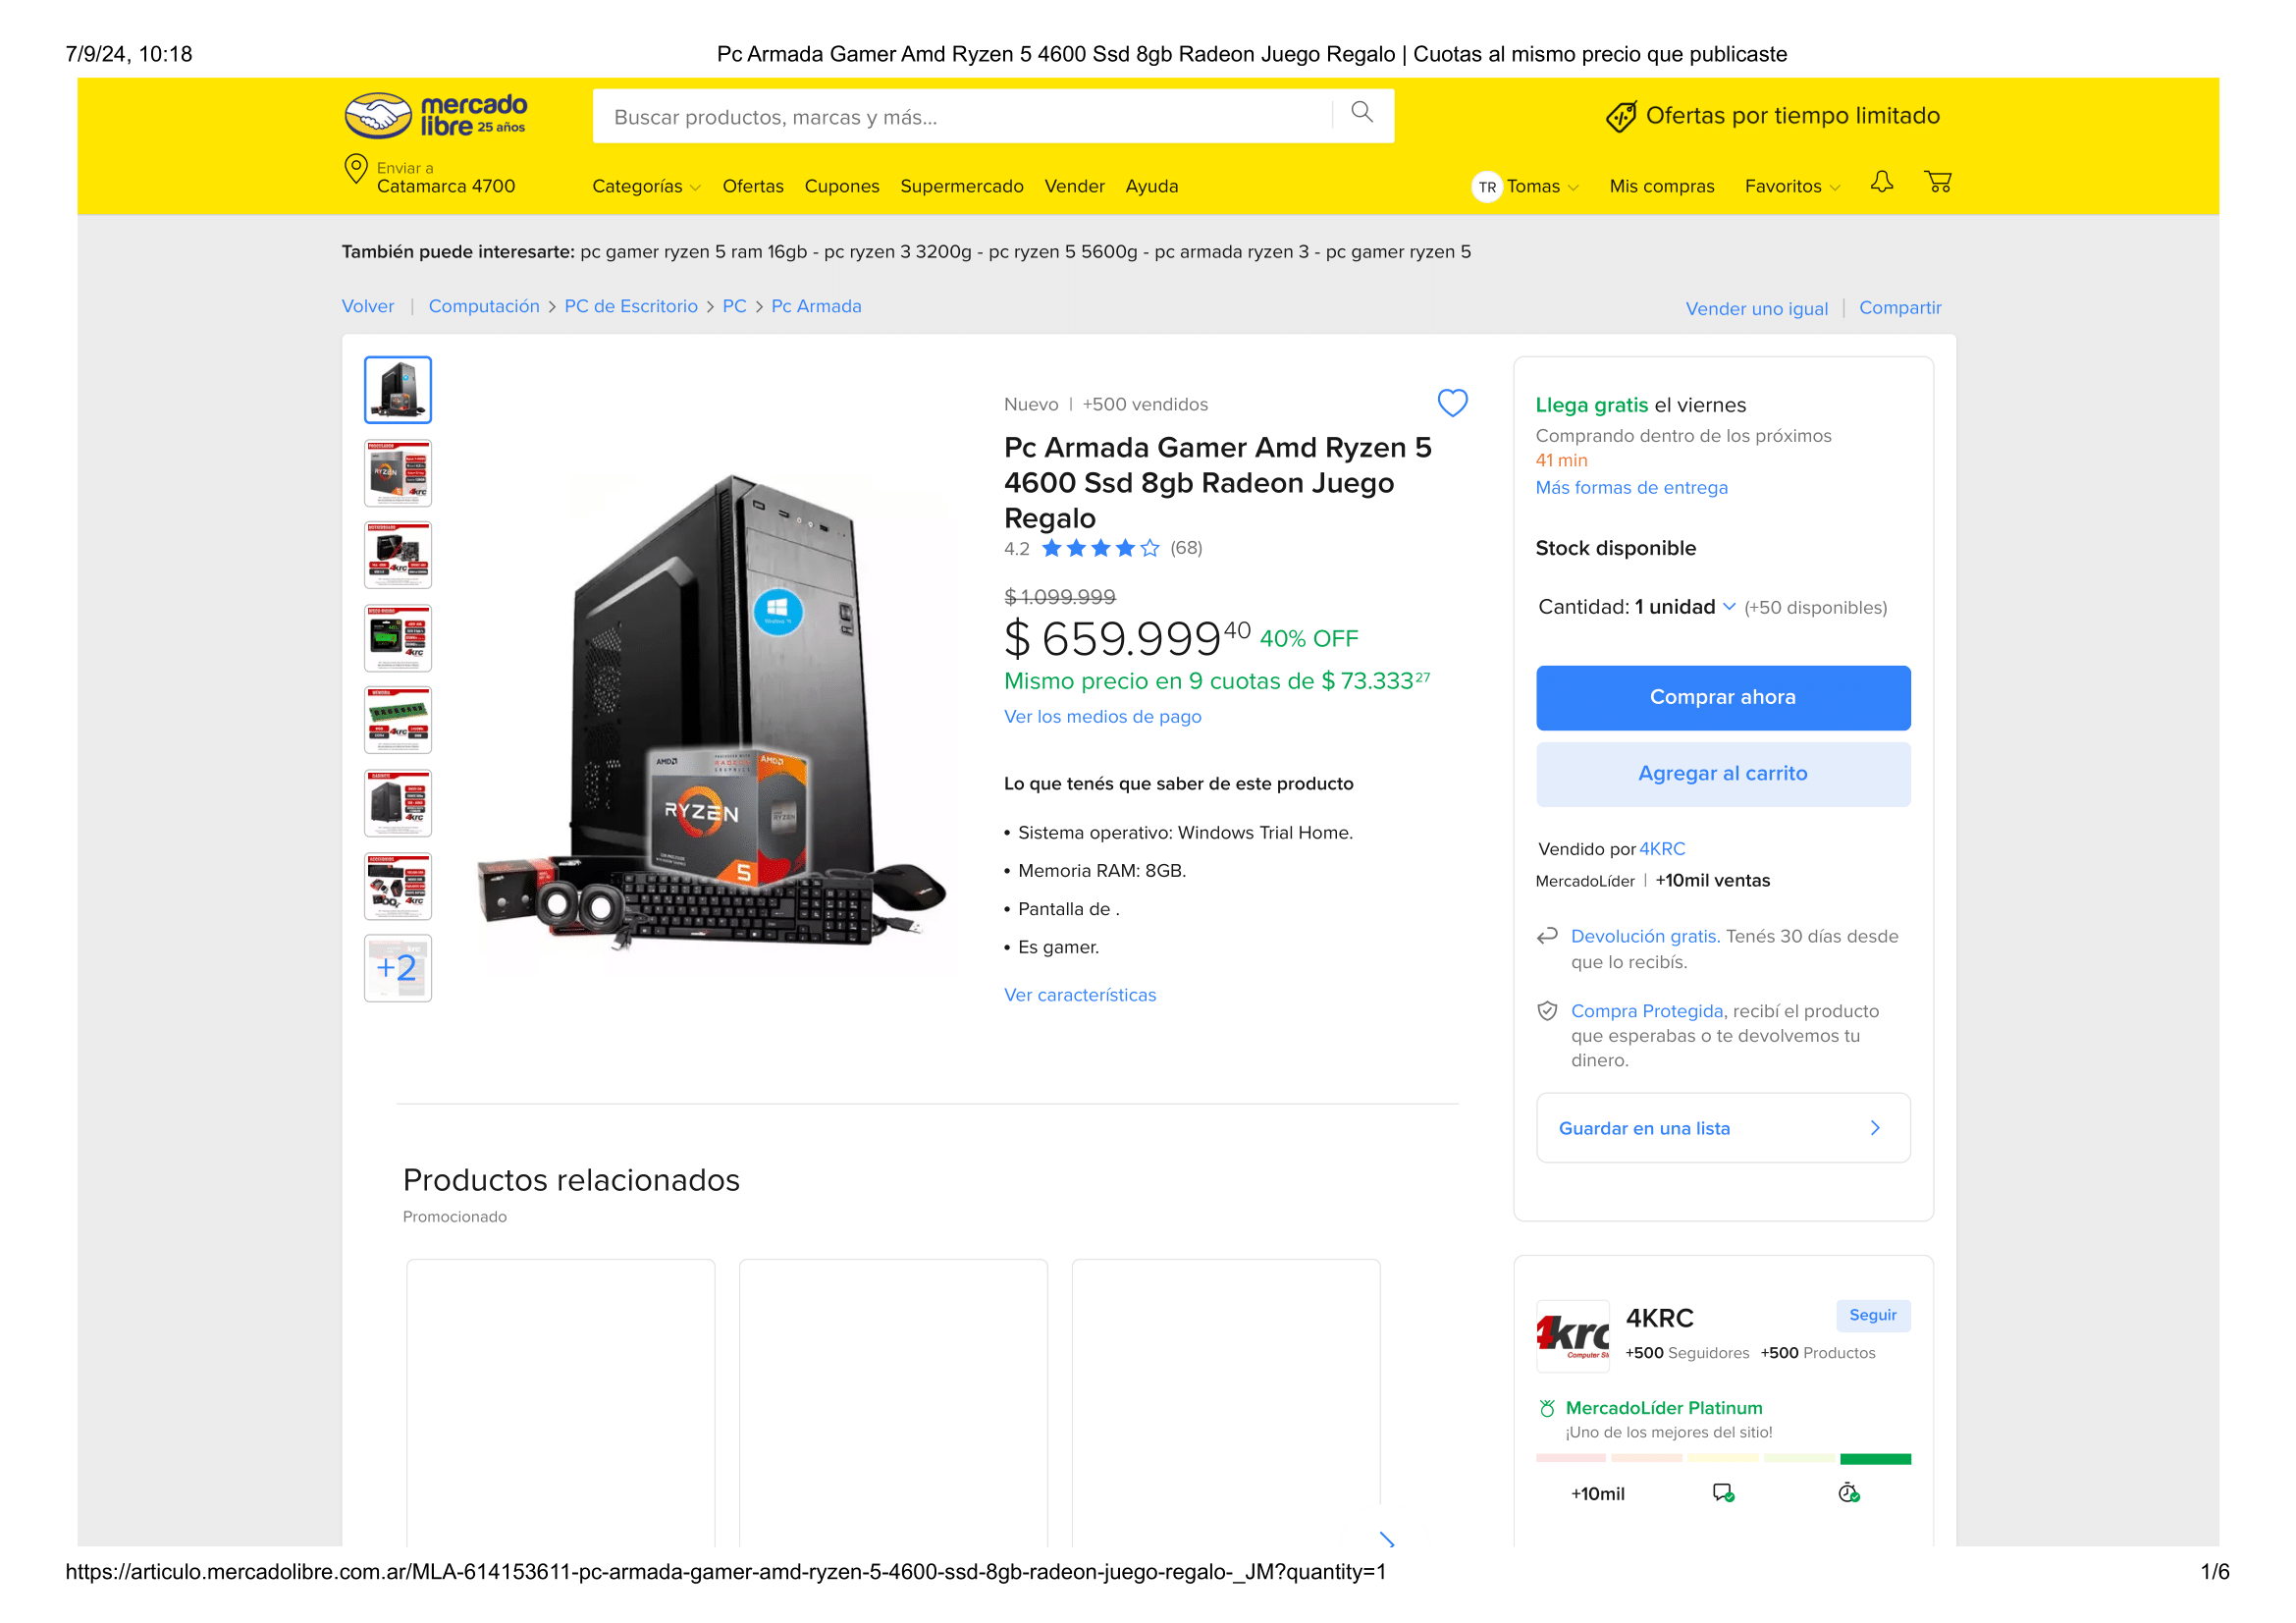 7/9/24, 10:18
Pc Armada Gamer Amd Ryzen 5 4600 Ssd 8gb Radeon Juego Regalo | Cuotas al mismo precio que publicaste
mercado
libre 25 años
Buscar productos, marcas y más...
Ofertas por tiempo limitado
Enviar a
Catamarca 4700
Categorías Ofertas Cupones Supermercado Vender Ayuda
TR Tomas Mis compras Favoritos
También puede interesarte: pc gamer ryzen 5 ram 16gb - pc ryzen 3 3200g - pc ryzen 5 5600g - pc armada ryzen 3 - pc gamer ryzen 5
Volver | Computación > PC de Escritorio > PC > Pc Armada
Vender uno igual | Compartir
Nuevo | +500 vendidos
Pc Armada Gamer Amd Ryzen 5
4600 Ssd 8gb Radeon Juego
Regalo
4.2 (68)
$ 1.099.999
$ 659.999 40 40% OFF
Mismo precio en 9 cuotas de $ 73.333 27
Ver los medios de pago
Lo que tenés que saber de este producto
• Sistema operativo: Windows Trial Home.
• Memoria RAM: 8GB.
• Pantalla de .
• Es gamer.
Ver características
AMD
RADEON
GRAPHICS
AMD
RYZEN
RYZEN
5
+2
Llega gratis el viernes
Comprando dentro de los próximos
41 min
Más formas de entrega
Stock disponible
Cantidad: 1 unidad (+50 disponibles)
Comprar ahora
Agregar al carrito
Vendido por 4KRC
MercadoLíder | +10mil ventas
Devolución gratis. Tenés 30 días desde
que lo recibís.
Compra Protegida, recibí el producto
que esperabas o te devolvemos tu
dinero.
Guardar en una lista
Productos relacionados
Promocionado
4krc
4KRC
Seguir
+500 Seguidores +500 Productos
MercadoLíder Platinum
¡Uno de los mejores del sitio!
+10mil
https://articulo.mercadolibre.com.ar/MLA-614153611-pc-armada-gamer-amd-ryzen-5-4600-ssd-8gb-radeon-juego-regalo-_JM?quantity=1
1/6